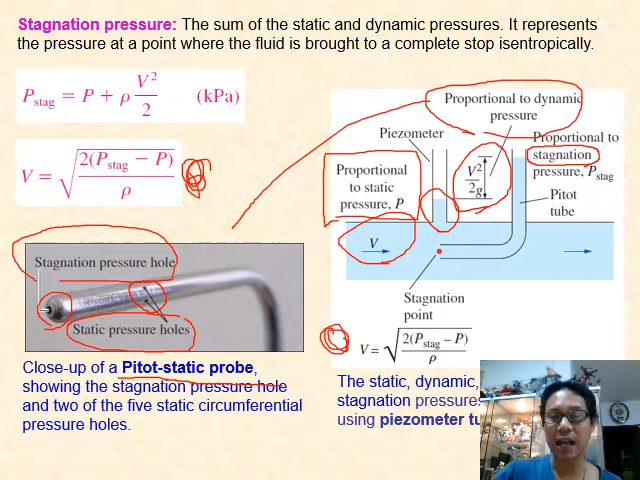 Stagnation pressure: The sum of the static and dynamic pressures. It represents
the pressure at a point where the fluid is brought to a complete stop isentropically.
P_stag = P + ρ V²/2 (kPa)
V = √(2(P_stag − P)/ρ)
Stagnation pressure hole
Static pressure holes
Close-up of a Pitot-static probe,
showing the stagnation pressure hole
and two of the five static circumferential
pressure holes.
Proportional to dynamic
pressure
Piezometer
Proportional to
stagnation
pressure, P_stag
Proportional
to static
pressure, P
V²/2g
Pitot
tube
V
Stagnation
point
V = √(2(P_stag − P)/ρ)
The static, dynamic,
stagnation pressures
using piezometer